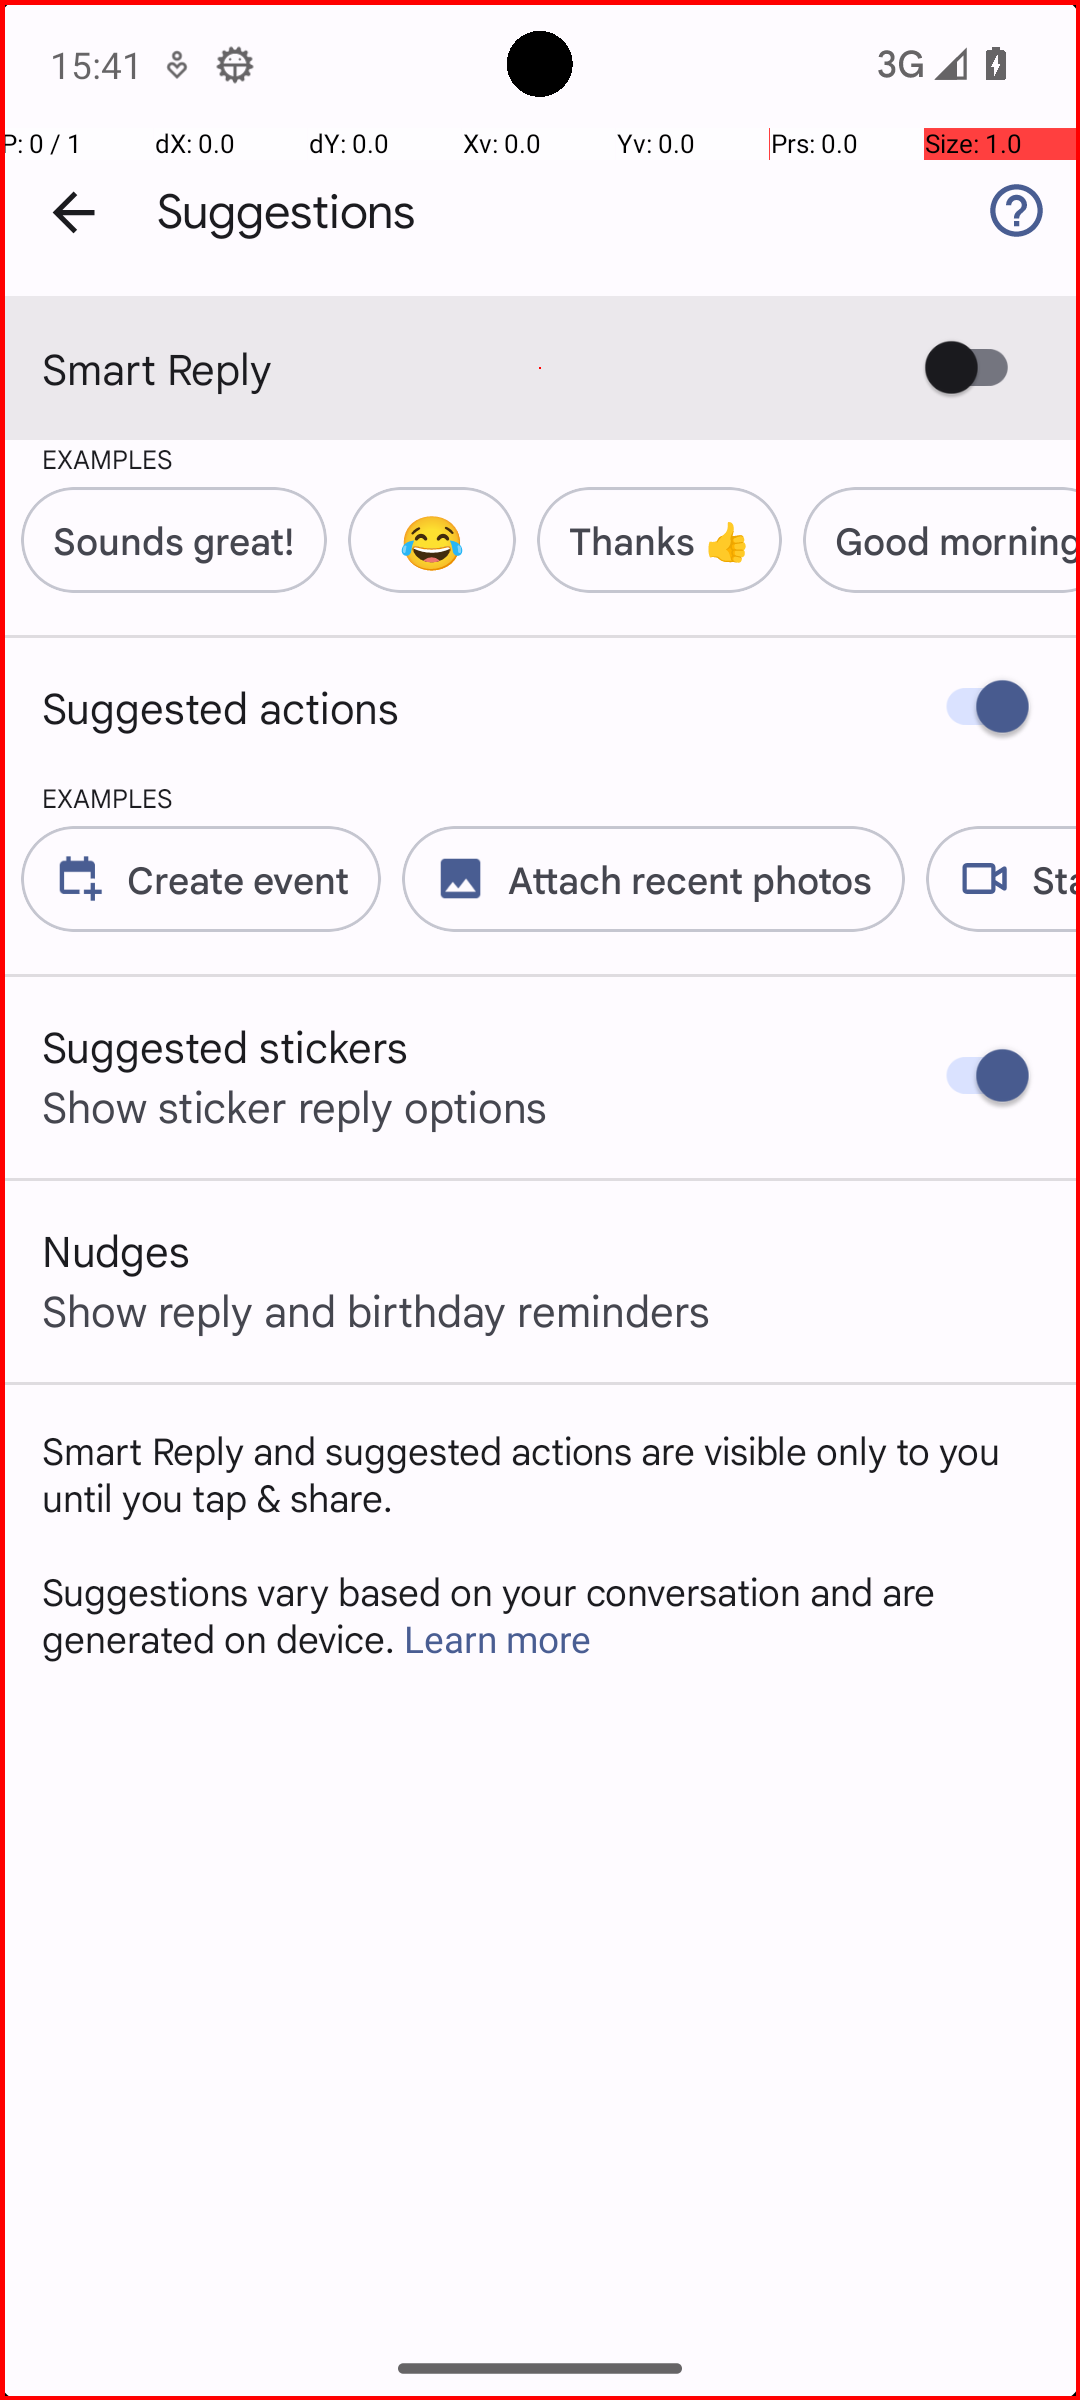 15:41
3G
P: 0 / 1 dX: 0.0 dY: 0.0 Xv: 0.0 Yv: 0.0 Prs: 0.0 Size: 1.0
Suggestions
Smart Reply
EXAMPLES
Sounds great! 😂 Thanks 👍 Good morning
Suggested actions
EXAMPLES
Create event Attach recent photos Sta
Suggested stickers
Show sticker reply options
Nudges
Show reply and birthday reminders
Smart Reply and suggested actions are visible only to you
until you tap & share.
Suggestions vary based on your conversation and are
generated on device. Learn more